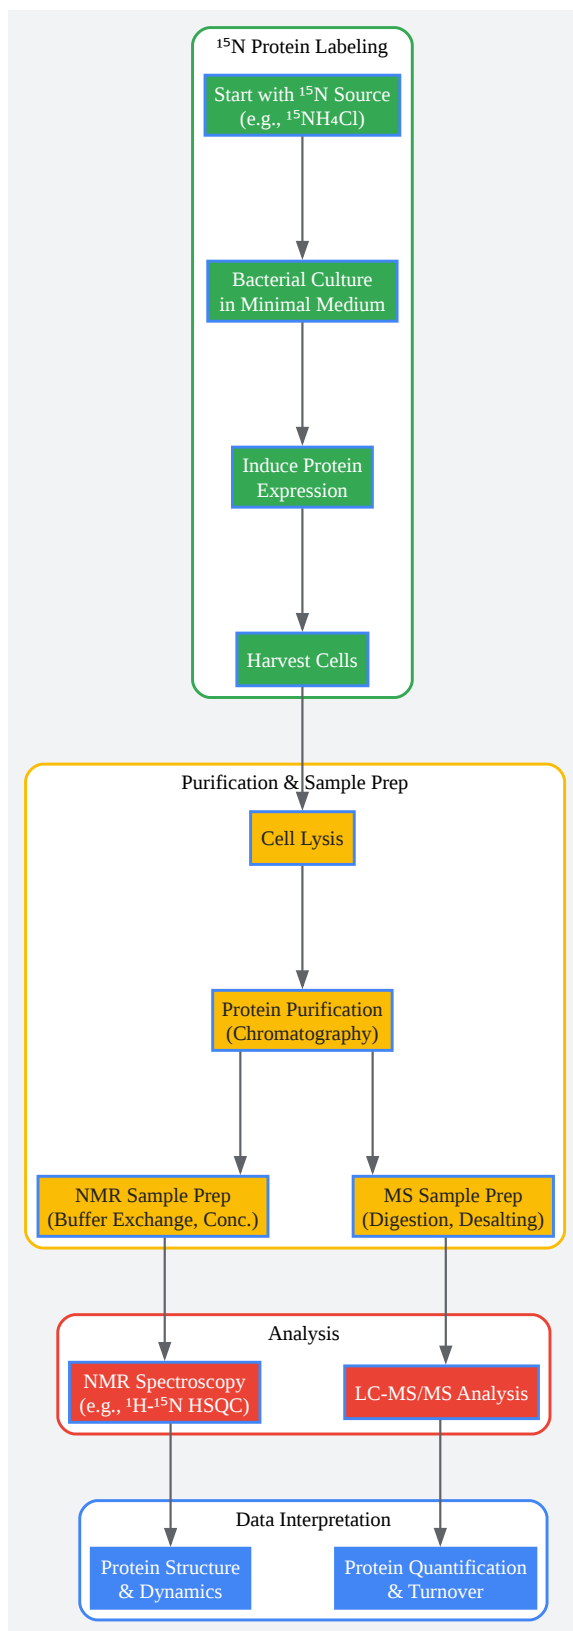 ¹⁵N Protein Labeling
Start with ¹⁵N Source
(e.g., ¹⁵NH₄Cl)
Bacterial Culture
in Minimal Medium
Induce Protein
Expression
Harvest Cells
Purification & Sample Prep
Cell Lysis
Protein Purification
(Chromatography)
NMR Sample Prep
(Buffer Exchange, Conc.)
MS Sample Prep
(Digestion, Desalting)
Analysis
NMR Spectroscopy
(e.g., ¹H-¹⁵N HSQC)
LC-MS/MS Analysis
Data Interpretation
Protein Structure
& Dynamics
Protein Quantification
& Turnover